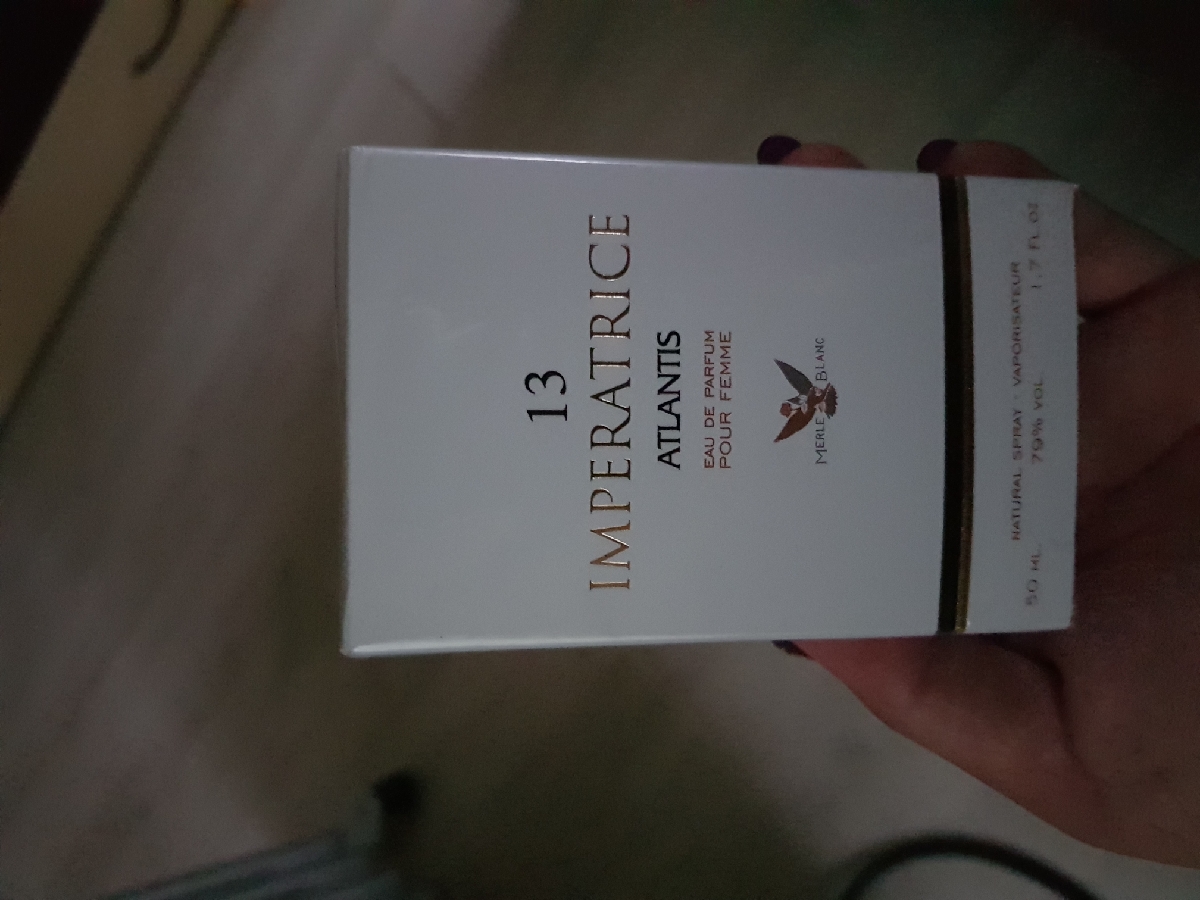 13
IMPERATRICE
ATLANTIS
EAU DE PARFUM
POUR FEMME
MERLE BLANC
NATURAL SPRAY · VAPORISATEUR
50 ML. 79% VOL 1.7 FL.OZ